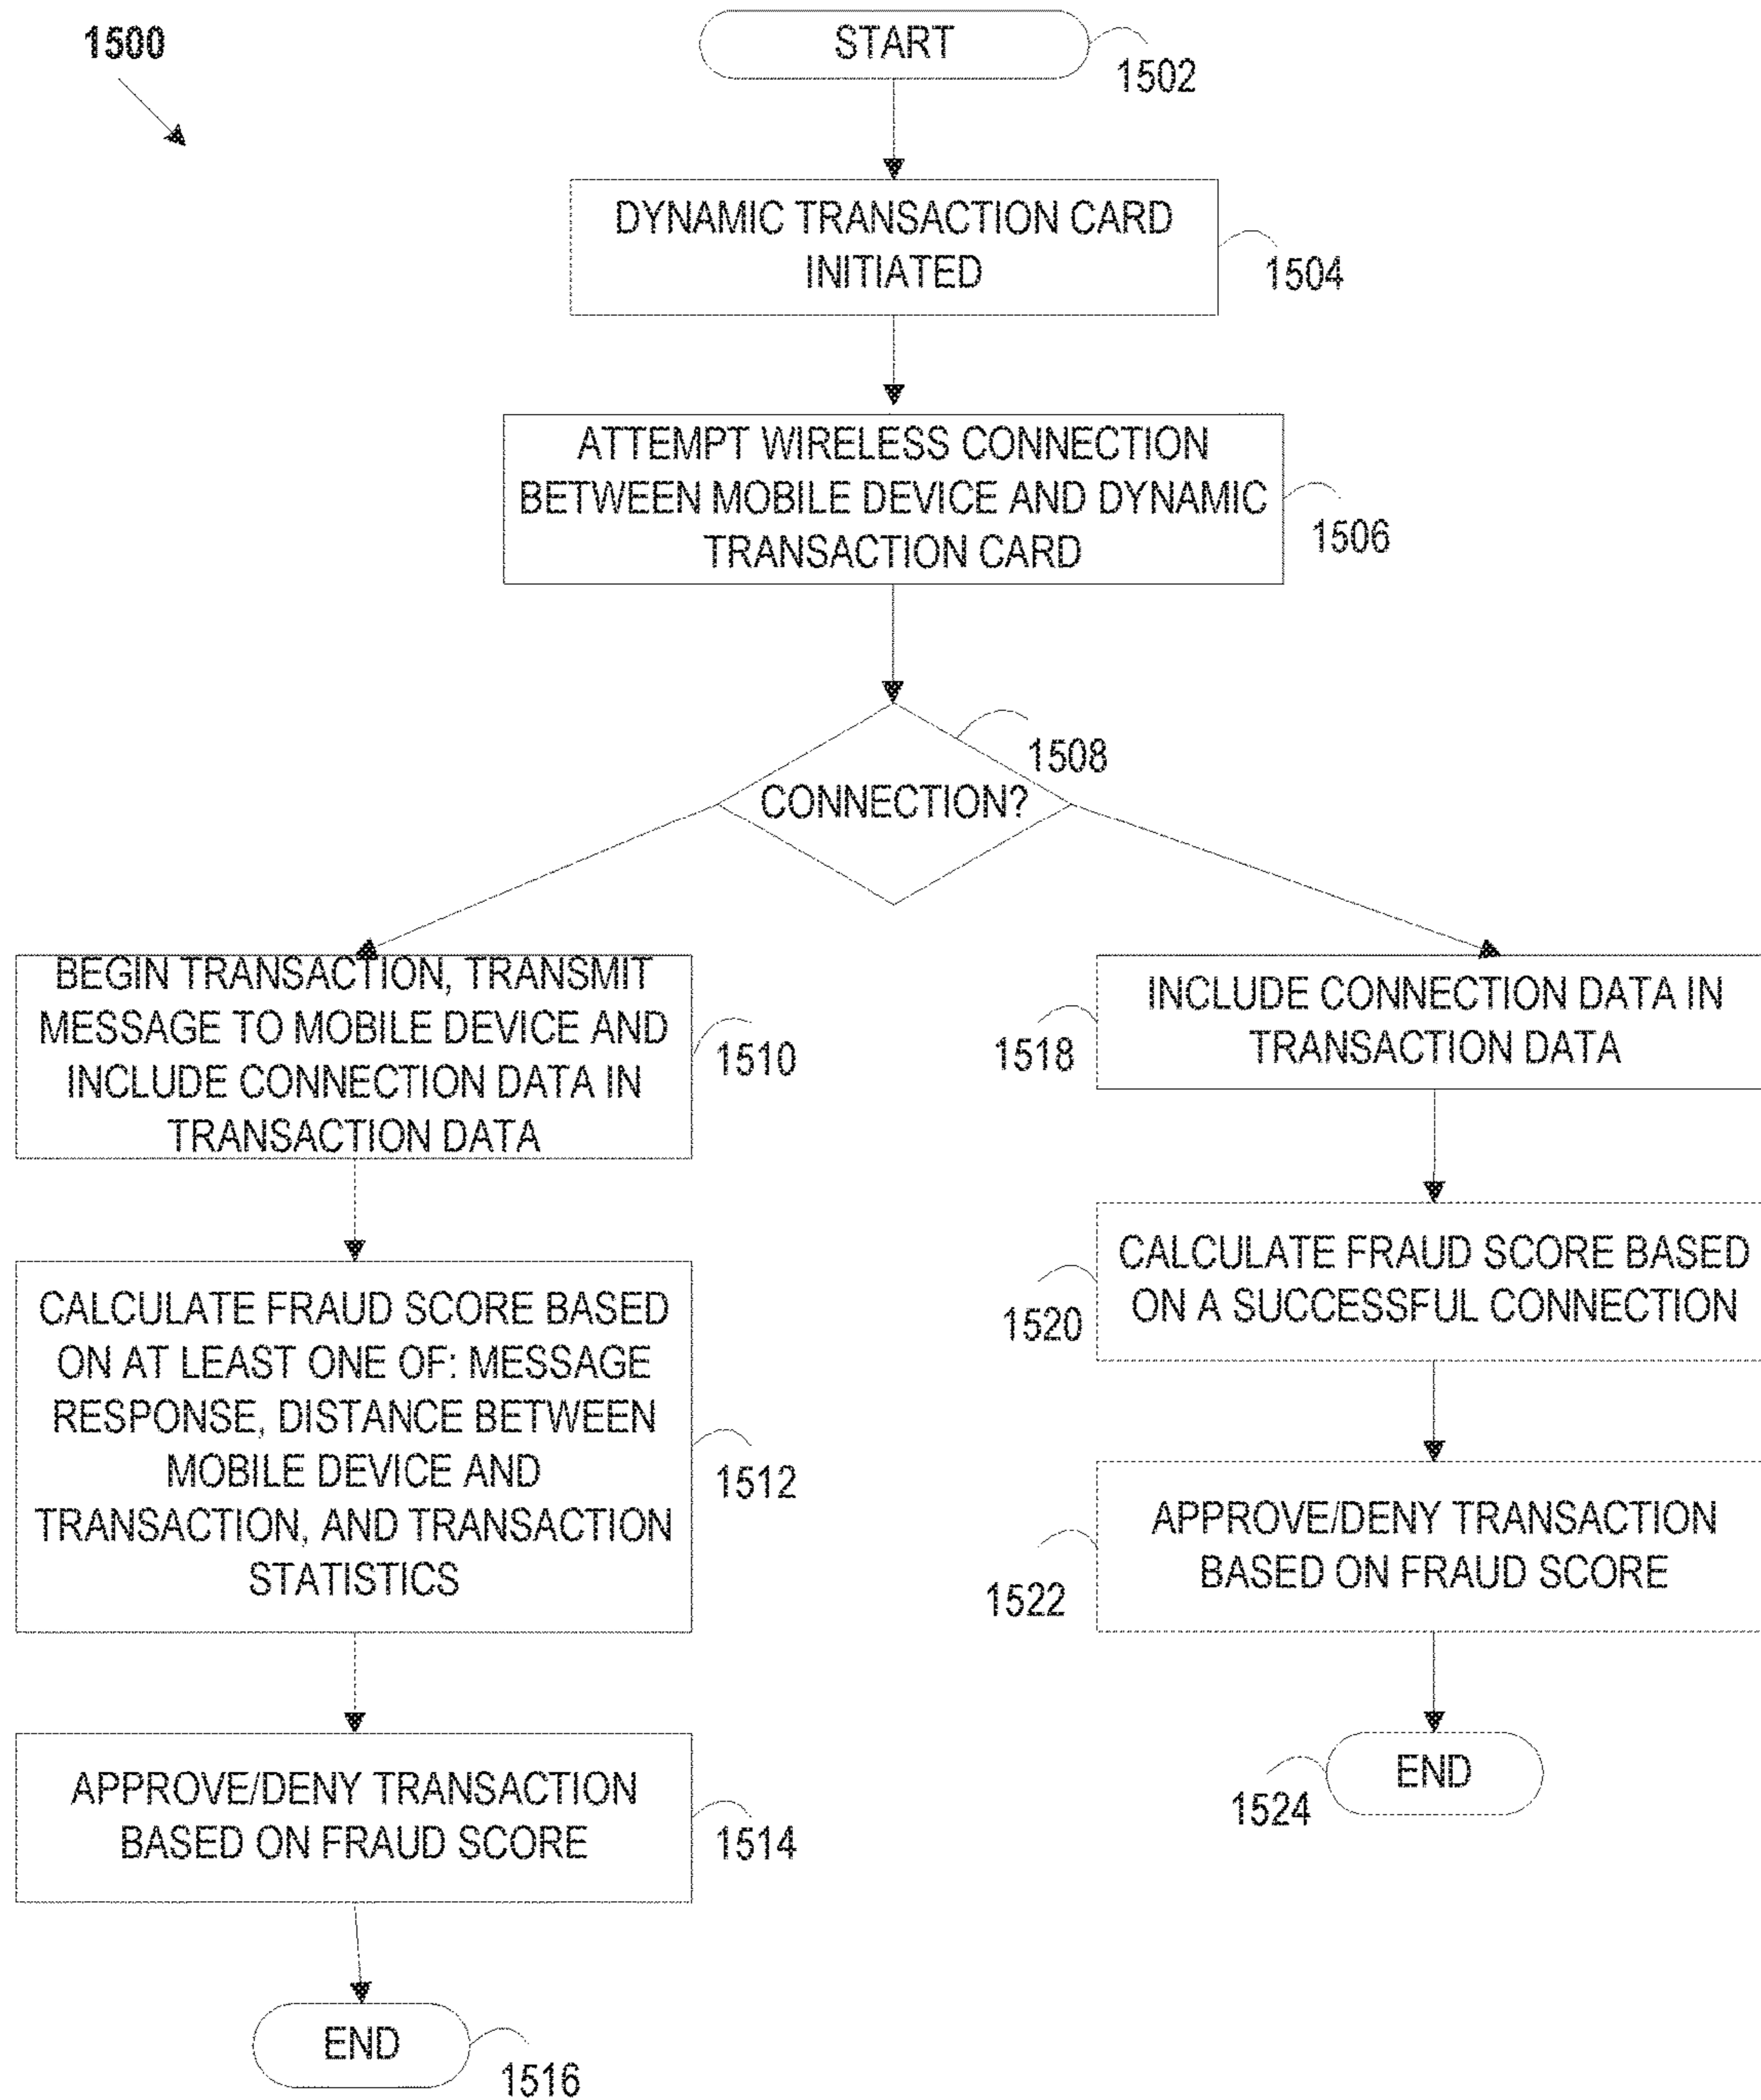 1500
START
1502
DYNAMIC TRANSACTION CARD
INITIATED
1504
ATTEMPT WIRELESS CONNECTION
BETWEEN MOBILE DEVICE AND DYNAMIC
TRANSACTION CARD
1506
1508
CONNECTION?
BEGIN TRANSACTION, TRANSMIT
MESSAGE TO MOBILE DEVICE AND
INCLUDE CONNECTION DATA IN
TRANSACTION DATA
1510
CALCULATE FRAUD SCORE BASED
ON AT LEAST ONE OF: MESSAGE
RESPONSE, DISTANCE BETWEEN
MOBILE DEVICE AND
TRANSACTION, AND TRANSACTION
STATISTICS
1512
APPROVE/DENY TRANSACTION
BASED ON FRAUD SCORE
1514
END
1516
INCLUDE CONNECTION DATA IN
TRANSACTION DATA
1518
CALCULATE FRAUD SCORE BASED
ON A SUCCESSFUL CONNECTION
1520
APPROVE/DENY TRANSACTION
BASED ON FRAUD SCORE
1522
END
1524